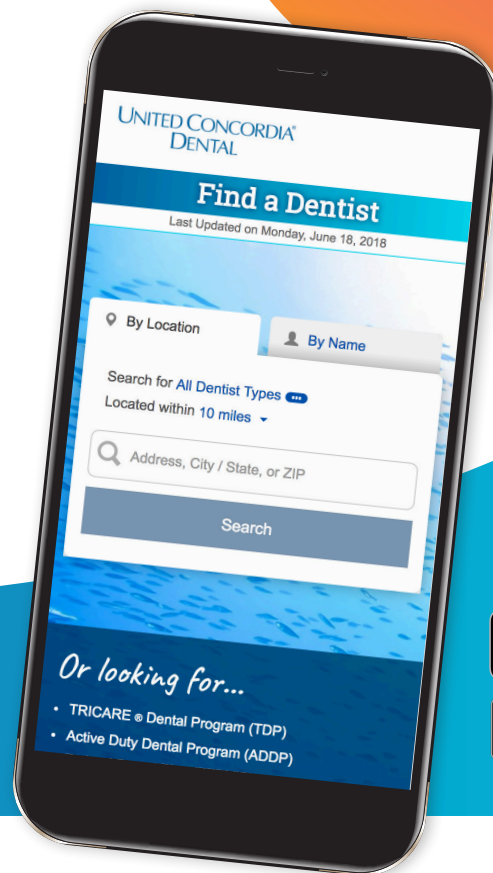 UNITED CONCORDIA®
DENTAL
Find a Dentist
Last Updated on Monday, June 18, 2018
By Location
By Name
Search for All Dentist Types
Located within 10 miles
Address, City / State, or ZIP
Search
Or looking for...
• TRICARE ® Dental Program (TDP)
• Active Duty Dental Program (ADDP)